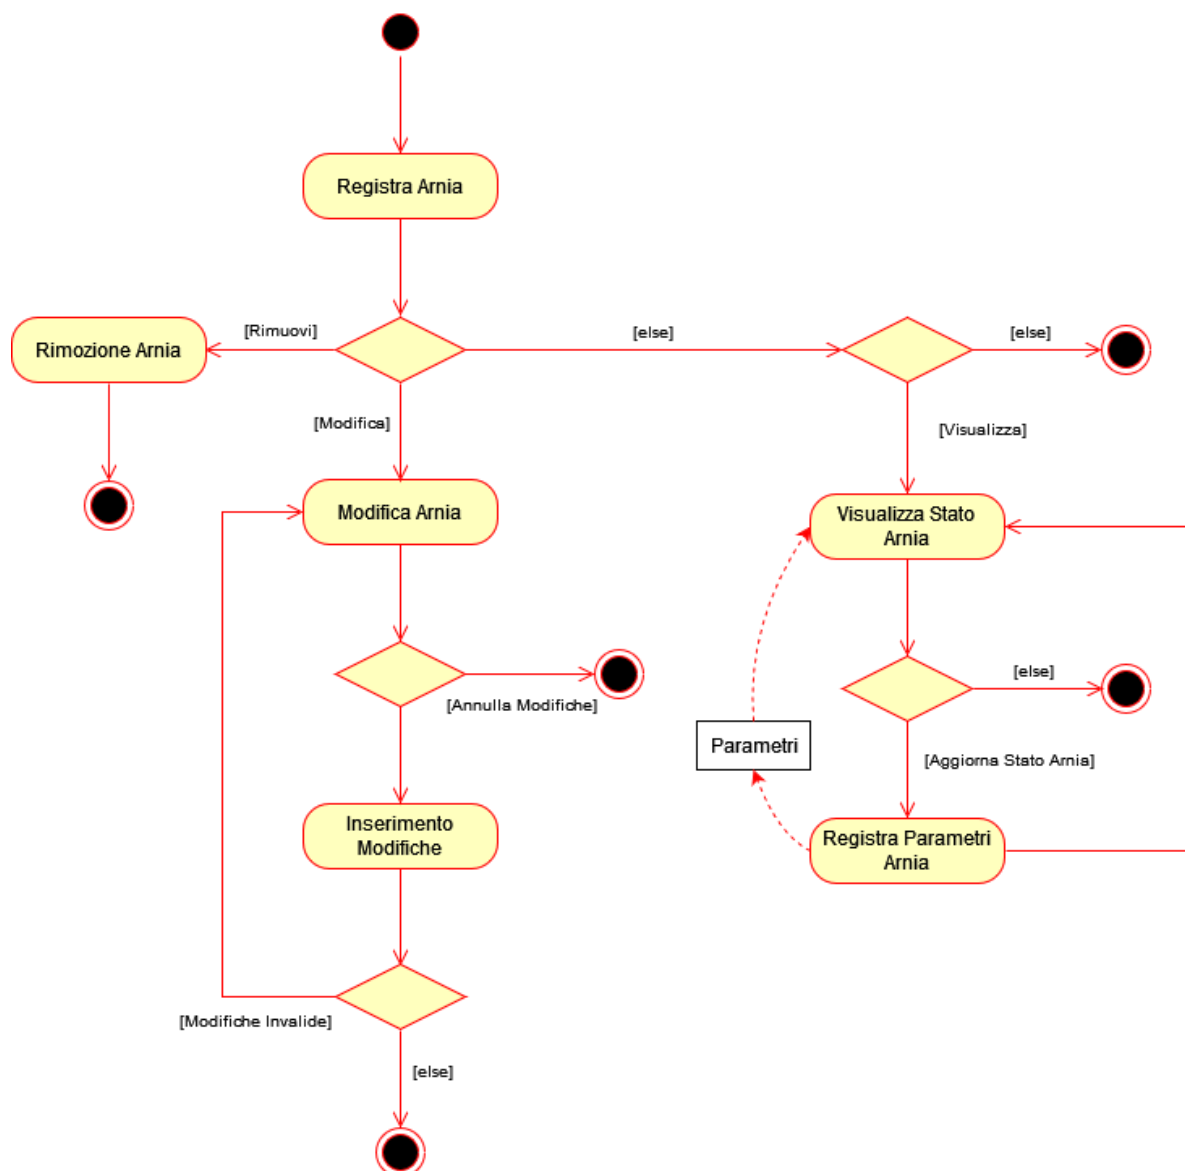 Registra Arnia
[Rimuovi]
[else]
[else]
Rimozione Arnia
[Modifica]
[Visualizza]
Modifica Arnia
Visualizza Stato
Arnia
[else]
[Annulla Modifiche]
Parametri
[Aggiorna Stato Arnia]
Inserimento
Modifiche
Registra Parametri
Arnia
[Modifiche Invalide]
[else]